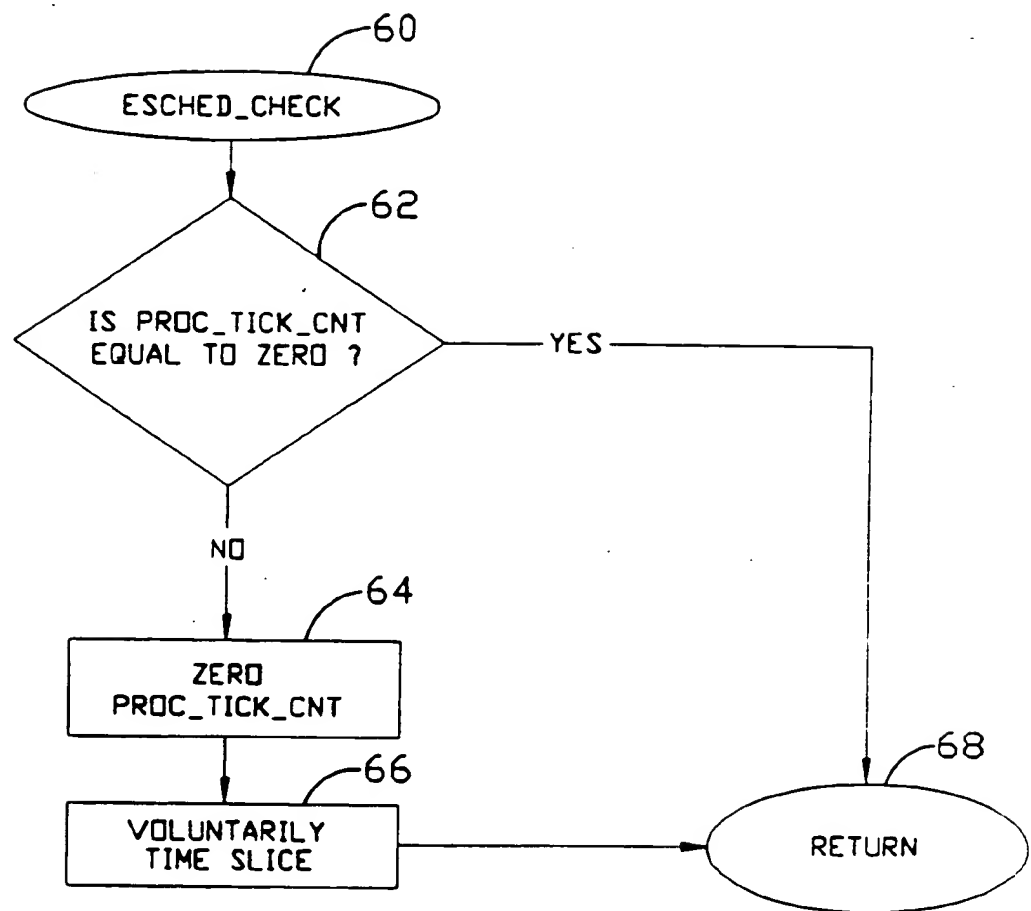 60
ESCHED_CHECK
62
IS PROC_TICK_CNT
EQUAL TO ZERO ?
YES
NO
64
ZERO
PROC_TICK_CNT
66
VOLUNTARILY
TIME SLICE
68
RETURN